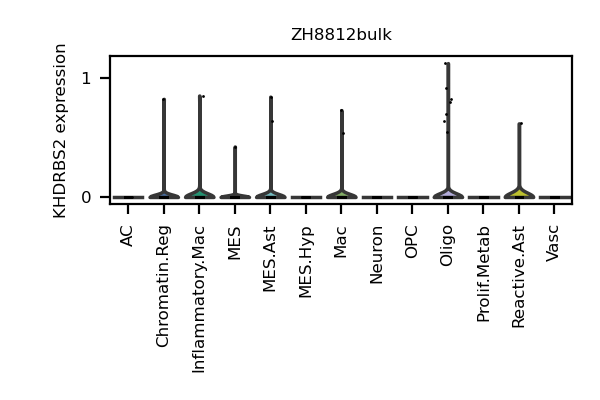 ZH8812bulk
KHDRBS2 expression
1
0
AC
Chromatin.Reg
Inflammatory.Mac
MES
MES.Ast
MES.Hyp
Mac
Neuron
OPC
Oligo
Prolif.Metab
Reactive.Ast
Vasc